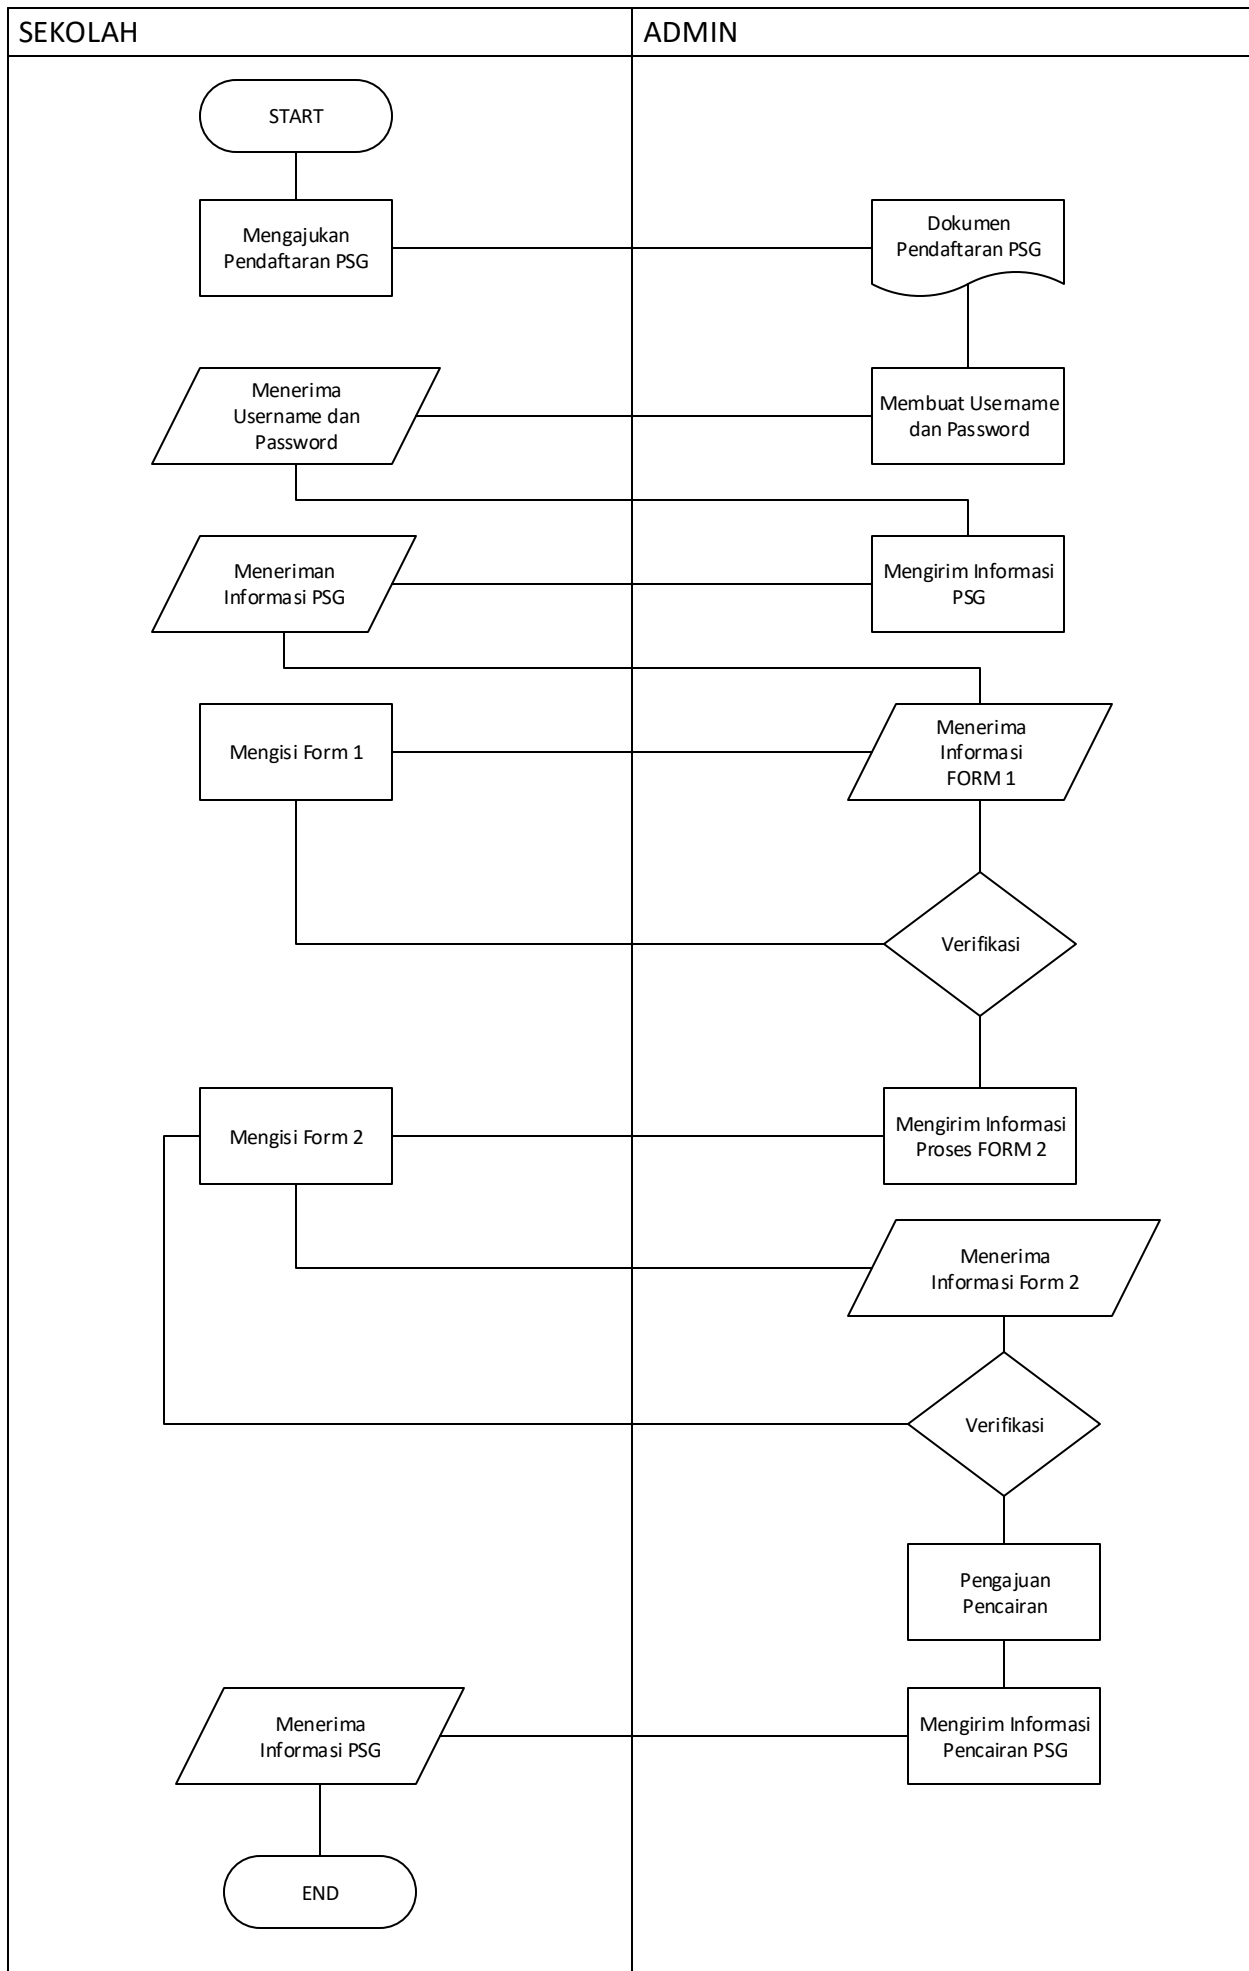 SEKOLAH
ADMIN
START
Mengajukan
Pendaftaran PSG
Dokumen
Pendaftaran PSG
Menerima
Username dan
Password
Membuat Username
dan Password
Meneriman
Informasi PSG
Mengirim Informasi
PSG
Mengisi Form 1
Menerima
Informasi
FORM 1
Verifikasi
Mengisi Form 2
Mengirim Informasi
Proses FORM 2
Menerima
Informasi Form 2
Verifikasi
Pengajuan
Pencairan
Menerima
Informasi PSG
Mengirim Informasi
Pencairan PSG
END